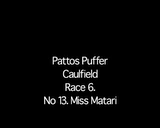 Pattos Puffer
Caulfield
Race 6.
No 13. Miss Matari